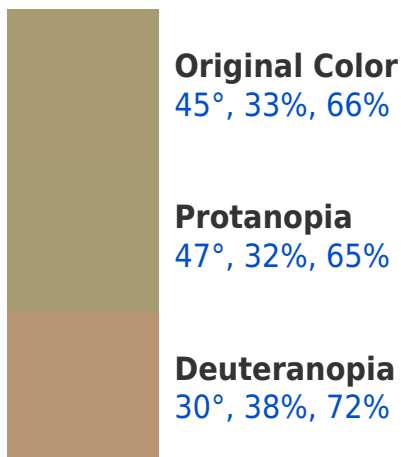 Original Color
45°, 33%, 66%
Protanopia
47°, 32%, 65%
Deuteranopia
30°, 38%, 72%